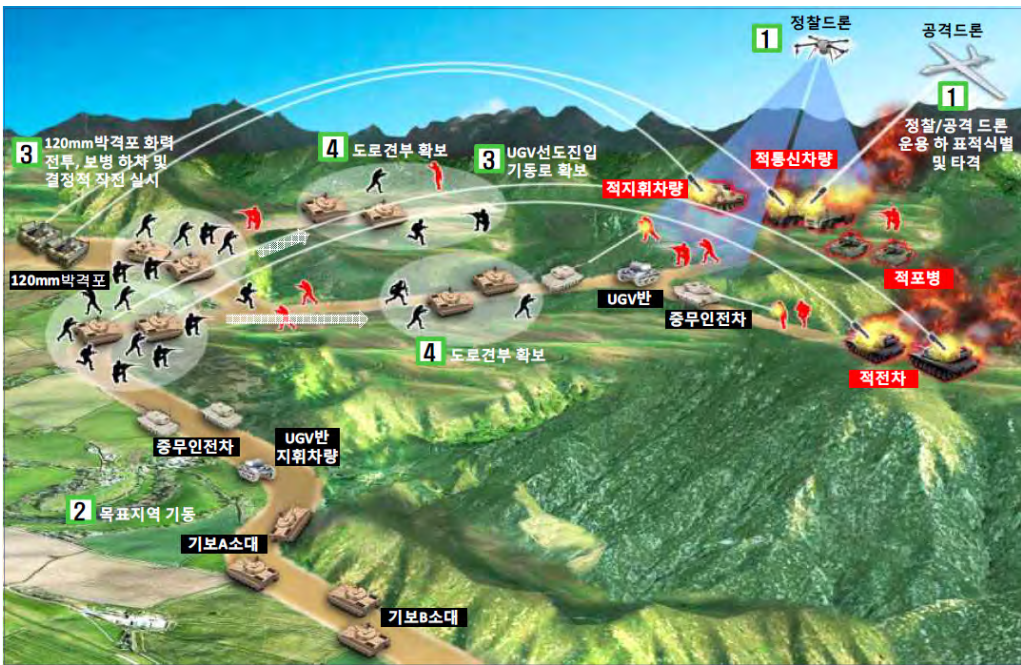 정찰드론
1
공격드론
1
정찰/공격 드론
운용 하 표적식별
및 타격
3
120mm박격포 화력
전투, 보병 하차 및
결정적 작전 실시
4
도로견부 확보
3
UGV선도진입
기동로 확보
적지휘차량
적통신차량
120mm박격포
적포병
UGV반
중무인전차
4
도로견부 확보
적전차
중무인전차
UGV반
지휘차량
2
목표지역 기동
기보A소대
기보B소대